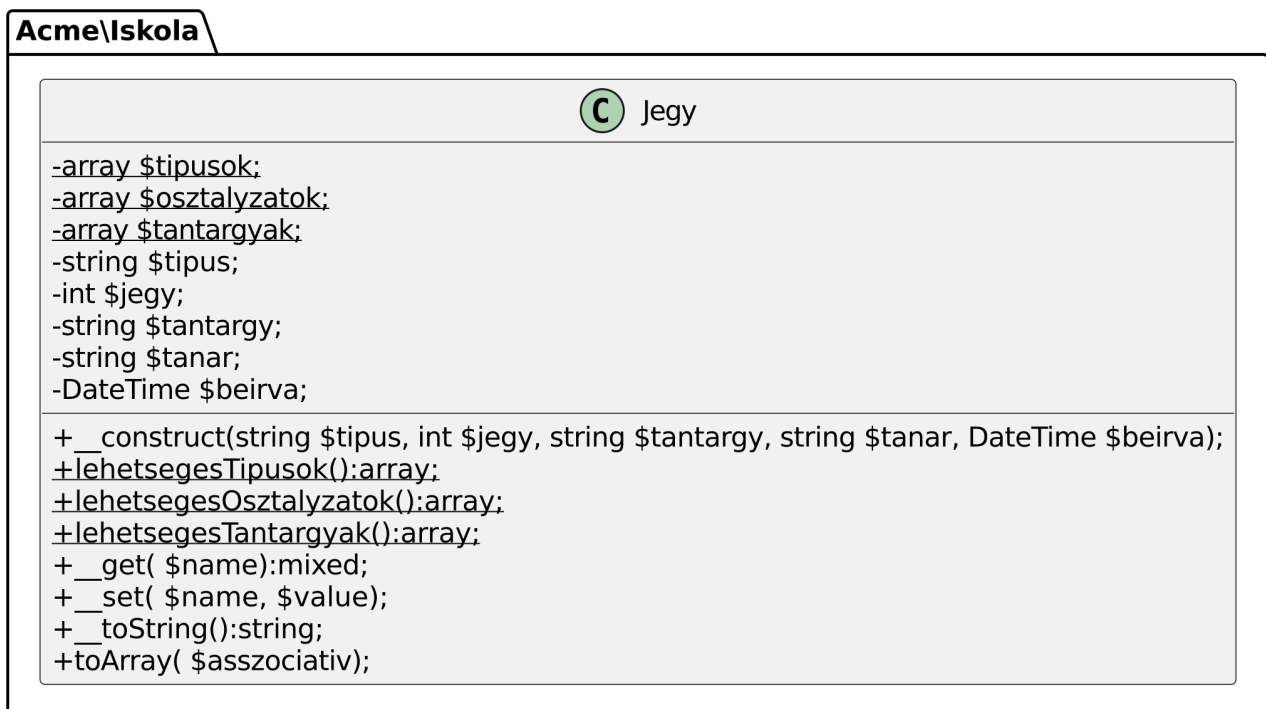 Acme\Iskola
C Jegy
-array $tipusok;
-array $osztalyzatok;
-array $tantargyak;
-string $tipus;
-int $jegy;
-string $tantargy;
-string $tanar;
-DateTime $beirva;
+__construct(string $tipus, int $jegy, string $tantargy, string $tanar, DateTime $beirva);
+lehetsegesTipusok():array;
+lehetsegesOsztalyzatok():array;
+lehetsegesTantargyak():array;
+__get( $name):mixed;
+__set( $name, $value);
+__toString():string;
+toArray( $asszociativ);